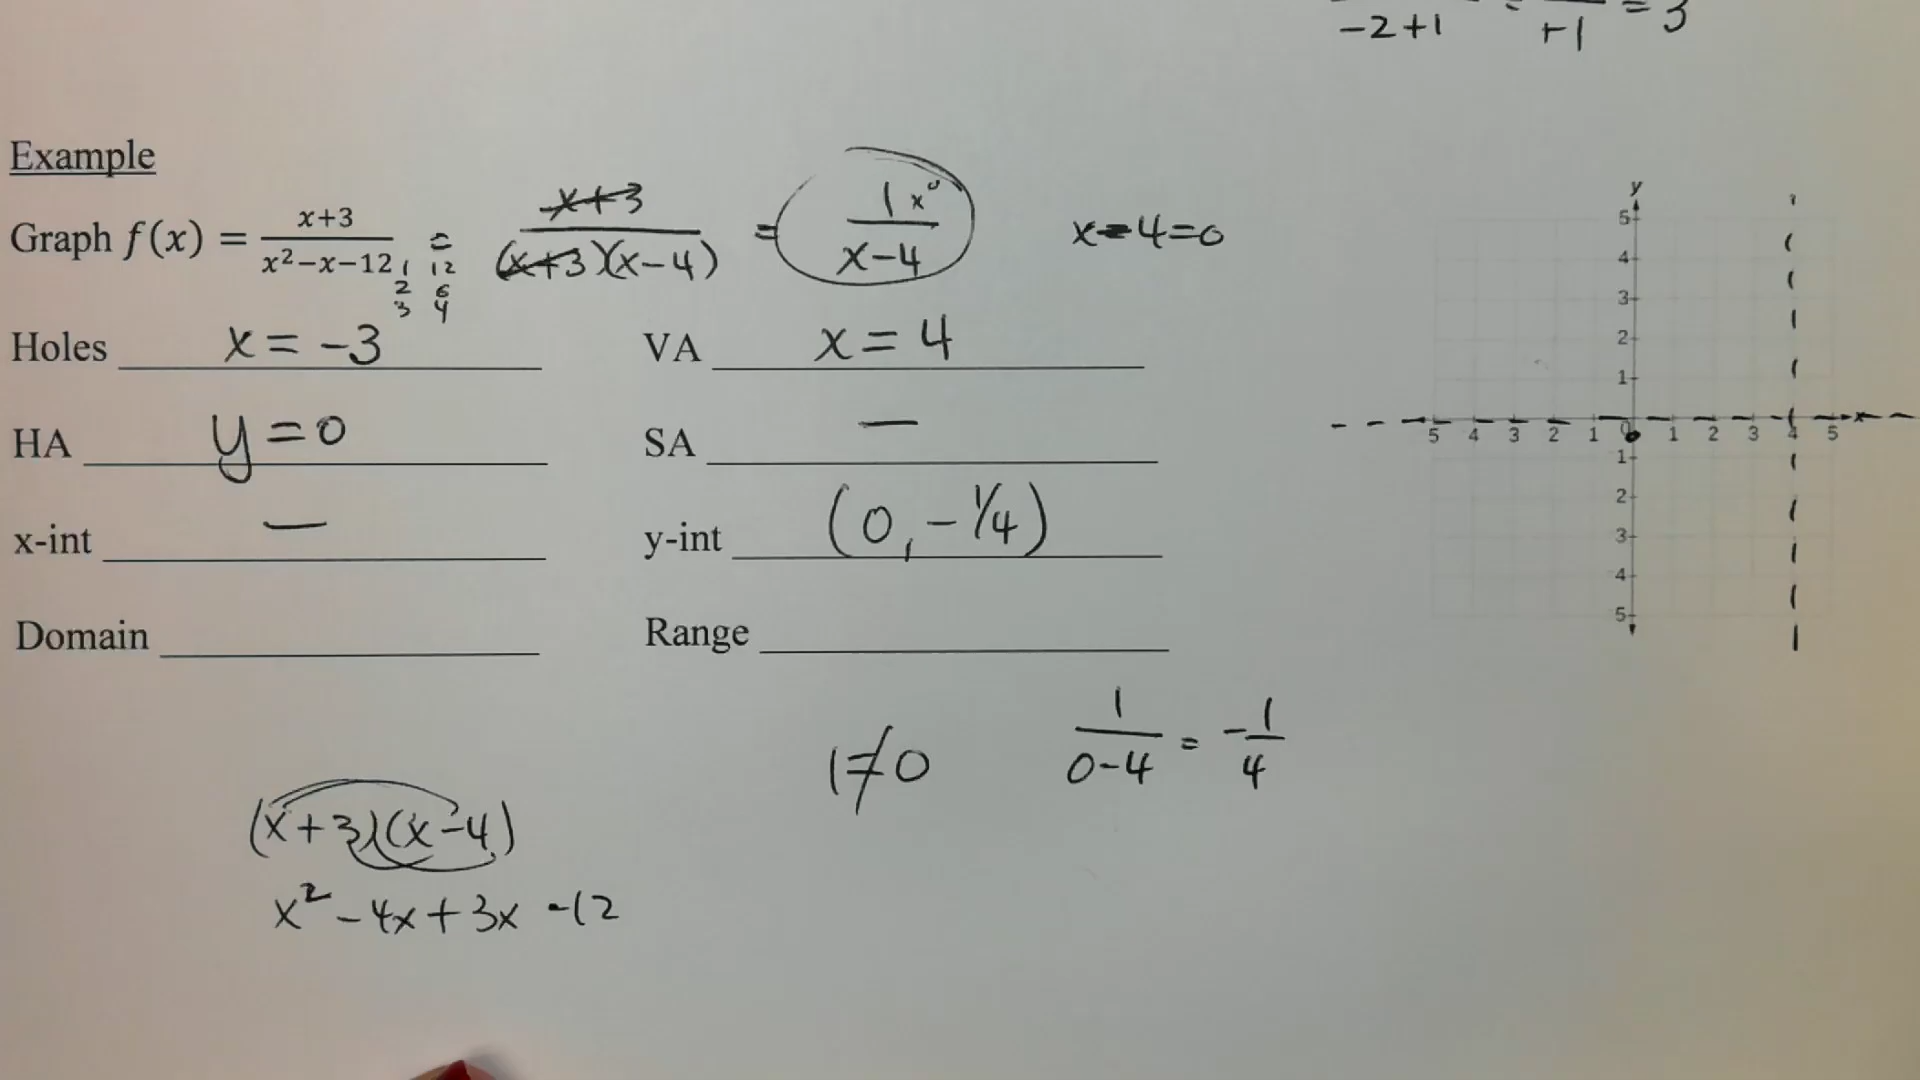 -2+1 = +1 = 3
Example
Graph f(x) = x+3 / x²−x−12 = x+3 / (x+3)(x-4) = 1x⁰ / x-4 x-4=0
1 12
2 6
3 4
Holes x = -3 VA x = 4
HA y = 0 SA —
x-int — y-int (0, -1/4)
Domain Range
1≠0 1 / 0-4 = -1/4
(x+3)(x-4)
x² - 4x + 3x -12
y
5
4
3
2
1
5 4 3 2 1 0 1 2 3 4 5 x
1
2
3
4
5